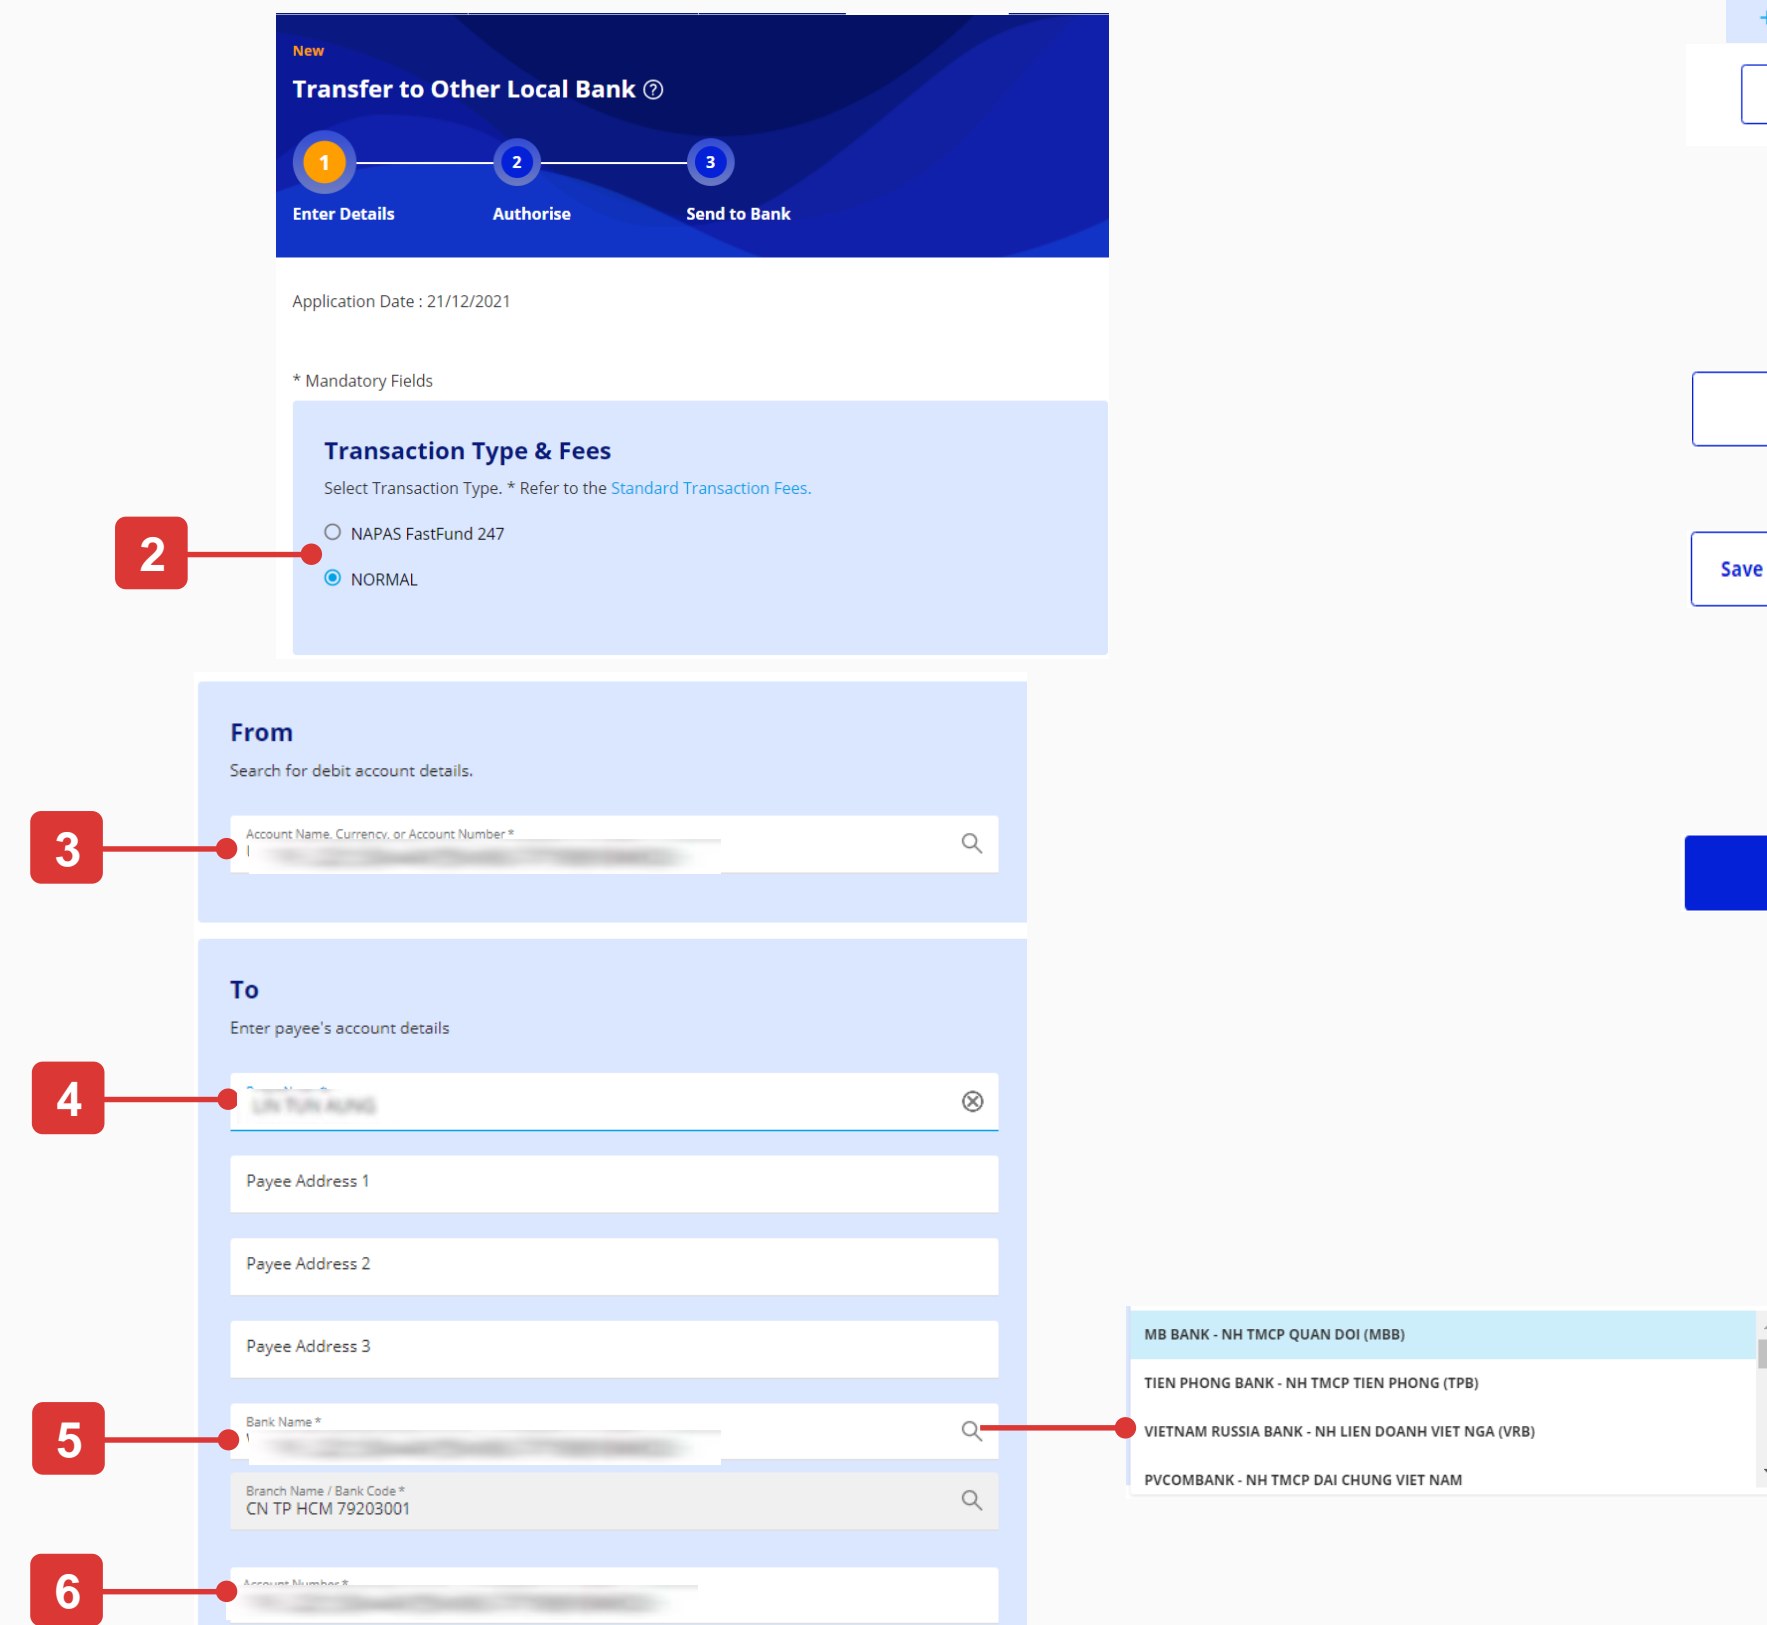 New
Transfer to Other Local Bank ?
1
2
3
Enter Details
Authorise
Send to Bank
Application Date : 21/12/2021
* Mandatory Fields
Transaction Type & Fees
Select Transaction Type. * Refer to the Standard Transaction Fees.
NAPAS FastFund 247
2
NORMAL
Save
From
Search for debit account details.
3
Account Name, Currency, or Account Number *
To
Enter payee's account details
4
LIN TUN AUNG
Payee Address 1
Payee Address 2
Payee Address 3
5
Bank Name *
Branch Name / Bank Code *
CN TP HCM 79203001
MB BANK - NH TMCP QUAN DOI (MBB)
TIEN PHONG BANK - NH TMCP TIEN PHONG (TPB)
VIETNAM RUSSIA BANK - NH LIEN DOANH VIET NGA (VRB)
PVCOMBANK - NH TMCP DAI CHUNG VIET NAM
6
Account Number *